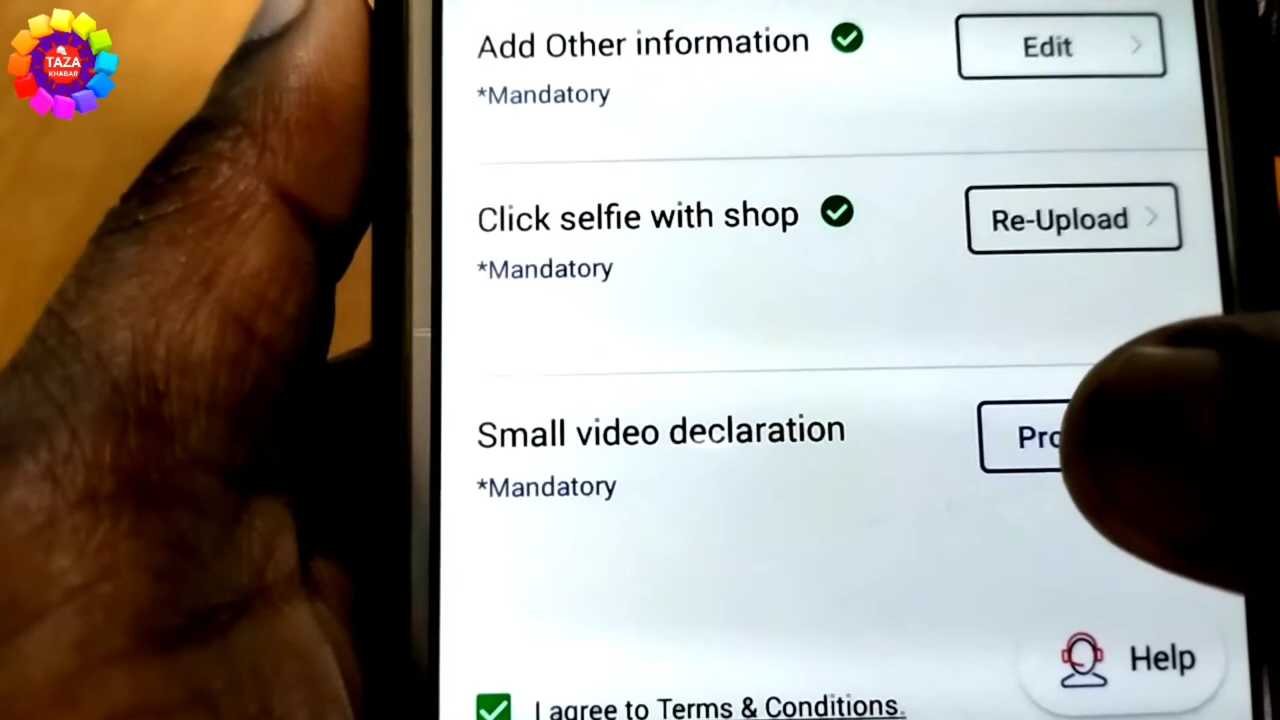 TAZA
KHABAR
Add Other information
Edit
*Mandatory
Click selfie with shop
Re-Upload
*Mandatory
Small video declaration
*Mandatory
Help
I agree to Terms & Conditions.